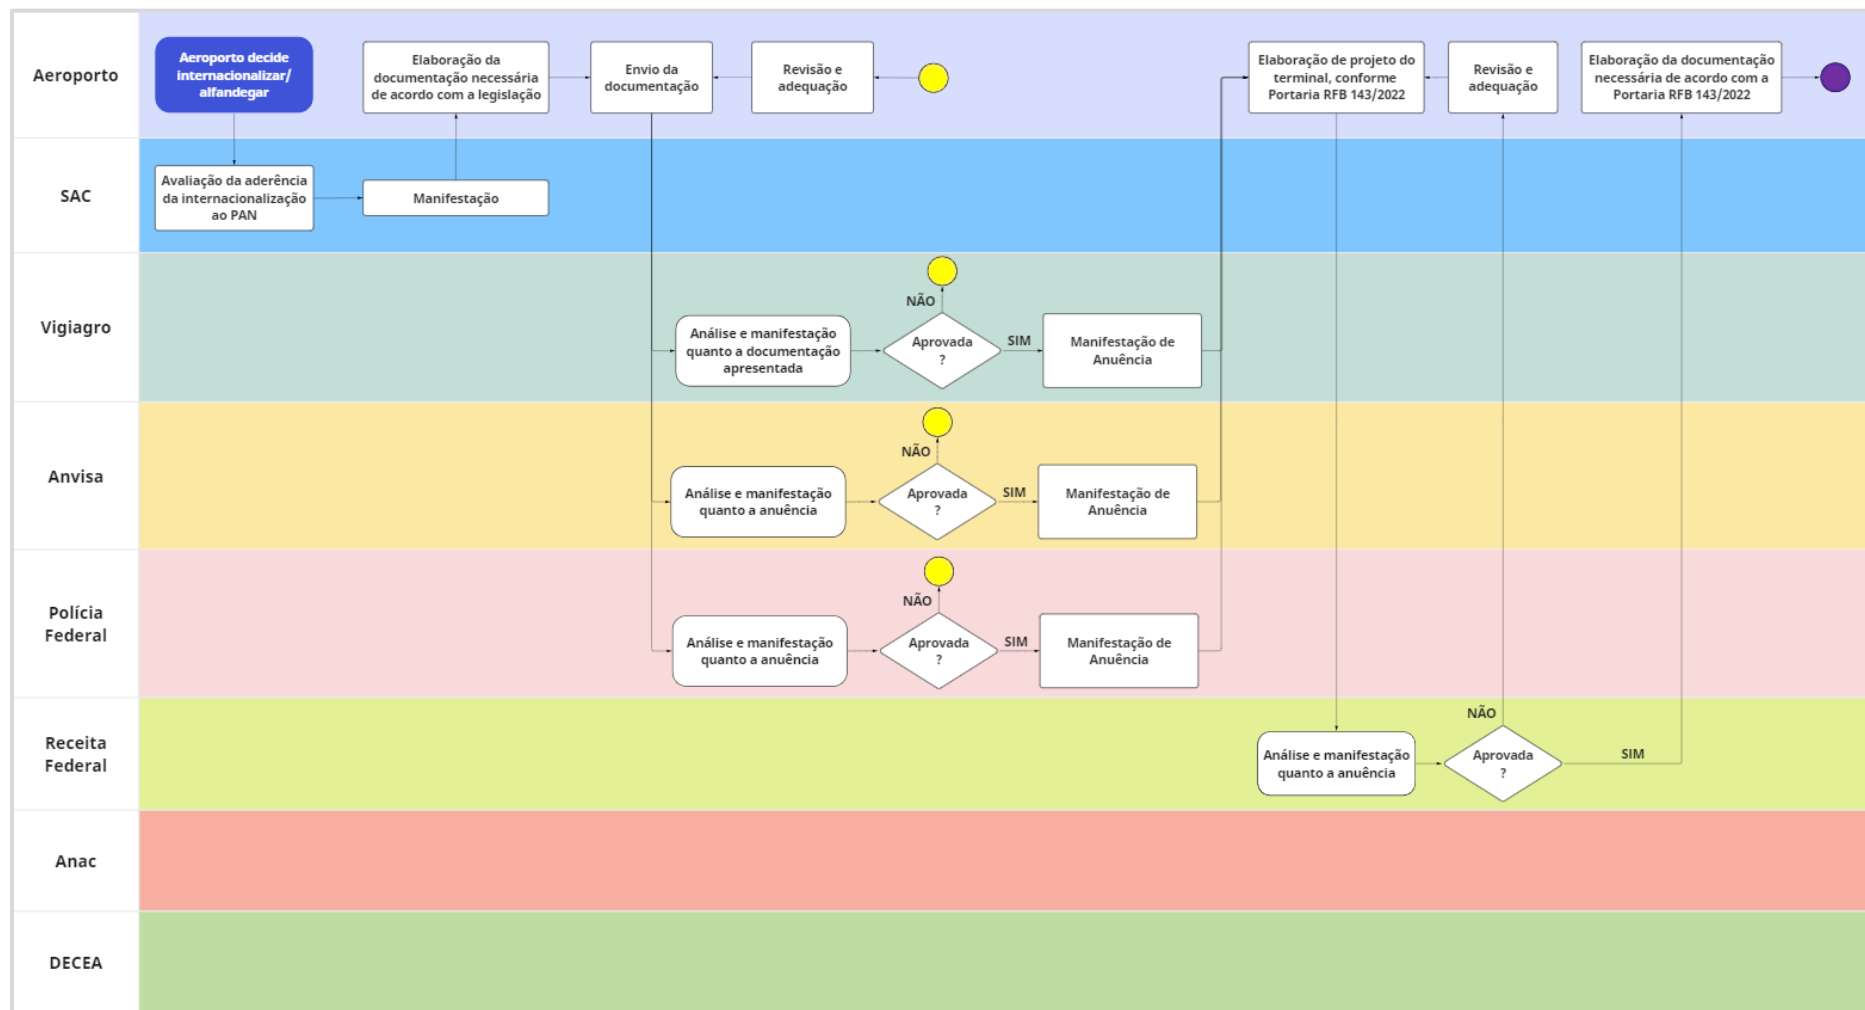 Aeroporto
Aeroporto decide
internacionalizar/
alfandegar
Elaboração da
documentação necessária
de acordo com a legislação
Envio da
documentação
Revisão e
adequação
Elaboração de projeto do
terminal, conforme
Portaria RFB 143/2022
Revisão e
adequação
Elaboração da documentação
necessária de acordo com a
Portaria RFB 143/2022
SAC
Avaliação da aderência
da internacionalização
ao PAN
Manifestação
Vigiagro
Análise e manifestação
quanto a documentação
apresentada
Aprovada
?
NÃO
SIM
Manifestação de
Anuência
Anvisa
Análise e manifestação
quanto a anuência
Aprovada
?
NÃO
SIM
Manifestação de
Anuência
Polícia
Federal
Análise e manifestação
quanto a anuência
Aprovada
?
NÃO
SIM
Manifestação de
Anuência
Receita
Federal
Análise e manifestação
quanto a anuência
Aprovada
?
NÃO
SIM
Anac
DECEA